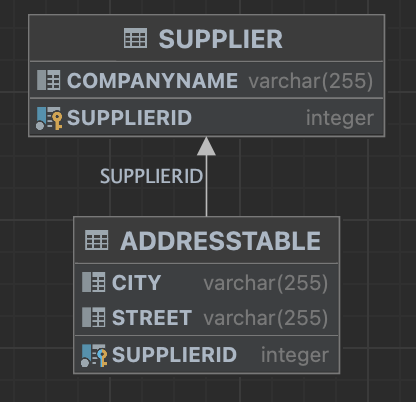 SUPPLIER
COMPANYNAME varchar(255)
SUPPLIERID integer
SUPPLIERID
ADDRESSTABLE
CITY varchar(255)
STREET varchar(255)
SUPPLIERID integer